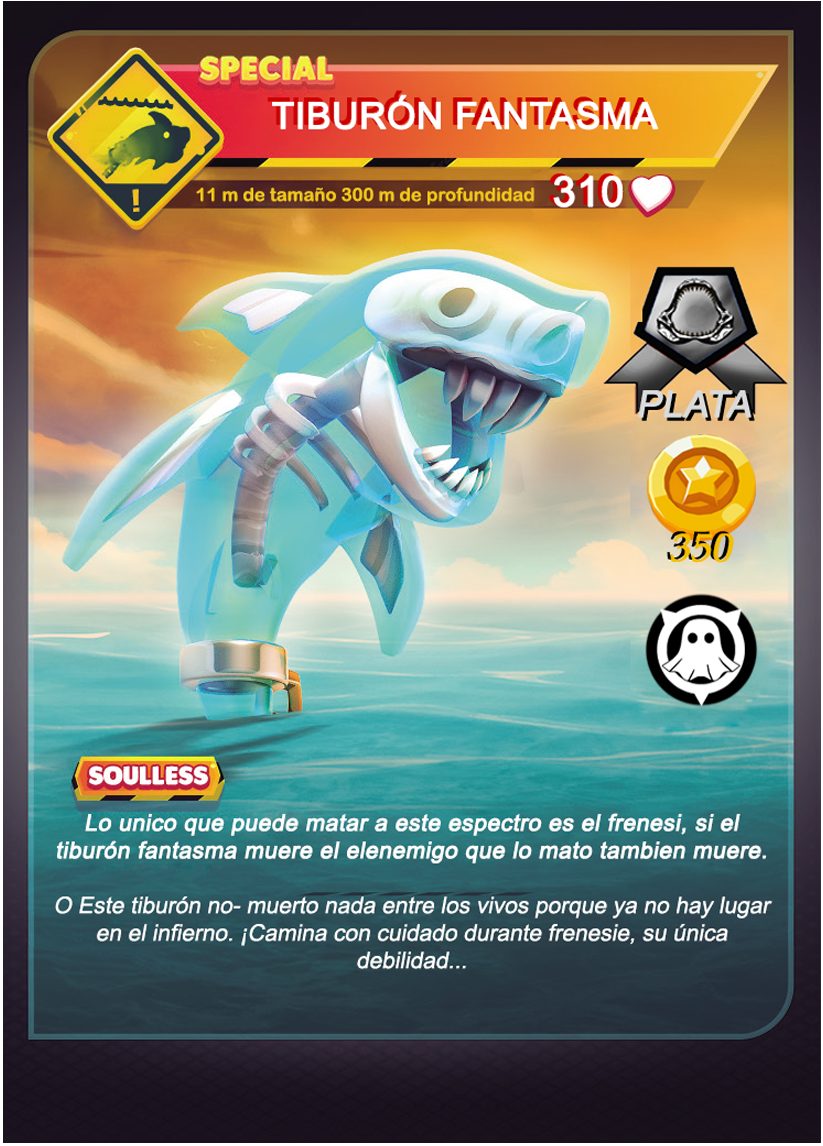 SPECIAL
TIBURÓN FANTASMA
!
11 m de tamaño 300 m de profundidad 310
PLATA
350
SOULLESS
Lo unico que puede matar a este espectro es el frenesi, si el
tiburón fantasma muere el elenemigo que lo mato tambien muere.
O Este tiburón no- muerto nada entre los vivos porque ya no hay lugar
en el infierno. ¡Camina con cuidado durante frenesie, su única
debilidad...